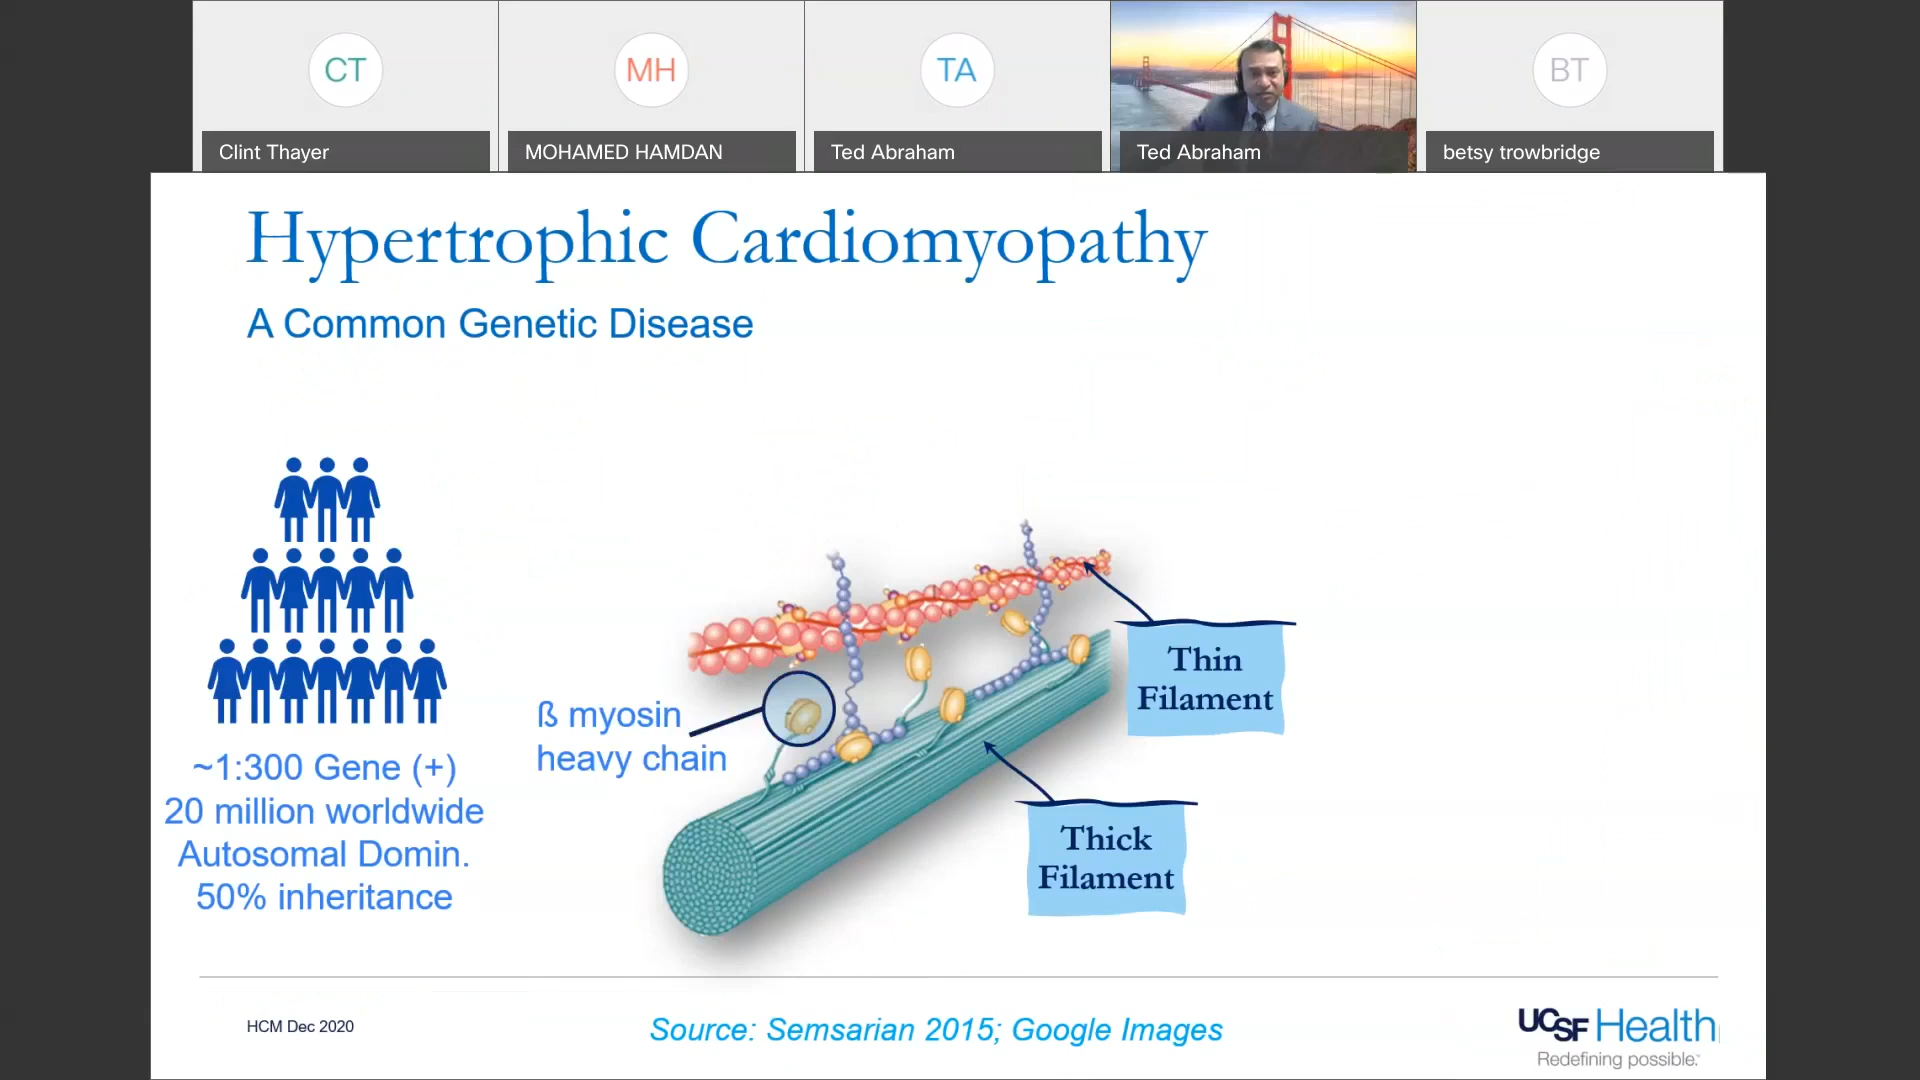 CT
MH
TA
BT
Clint Thayer
MOHAMED HAMDAN
Ted Abraham
Ted Abraham
betsy trowbridge
Hypertrophic Cardiomyopathy
A Common Genetic Disease
Thin
Filament
ß myosin
heavy chain
~1:300 Gene (+)
20 million worldwide
Autosomal Domin.
50% inheritance
Thick
Filament
HCM Dec 2020
Source: Semsarian 2015; Google Images
UCSF Health
Redefining possible.™